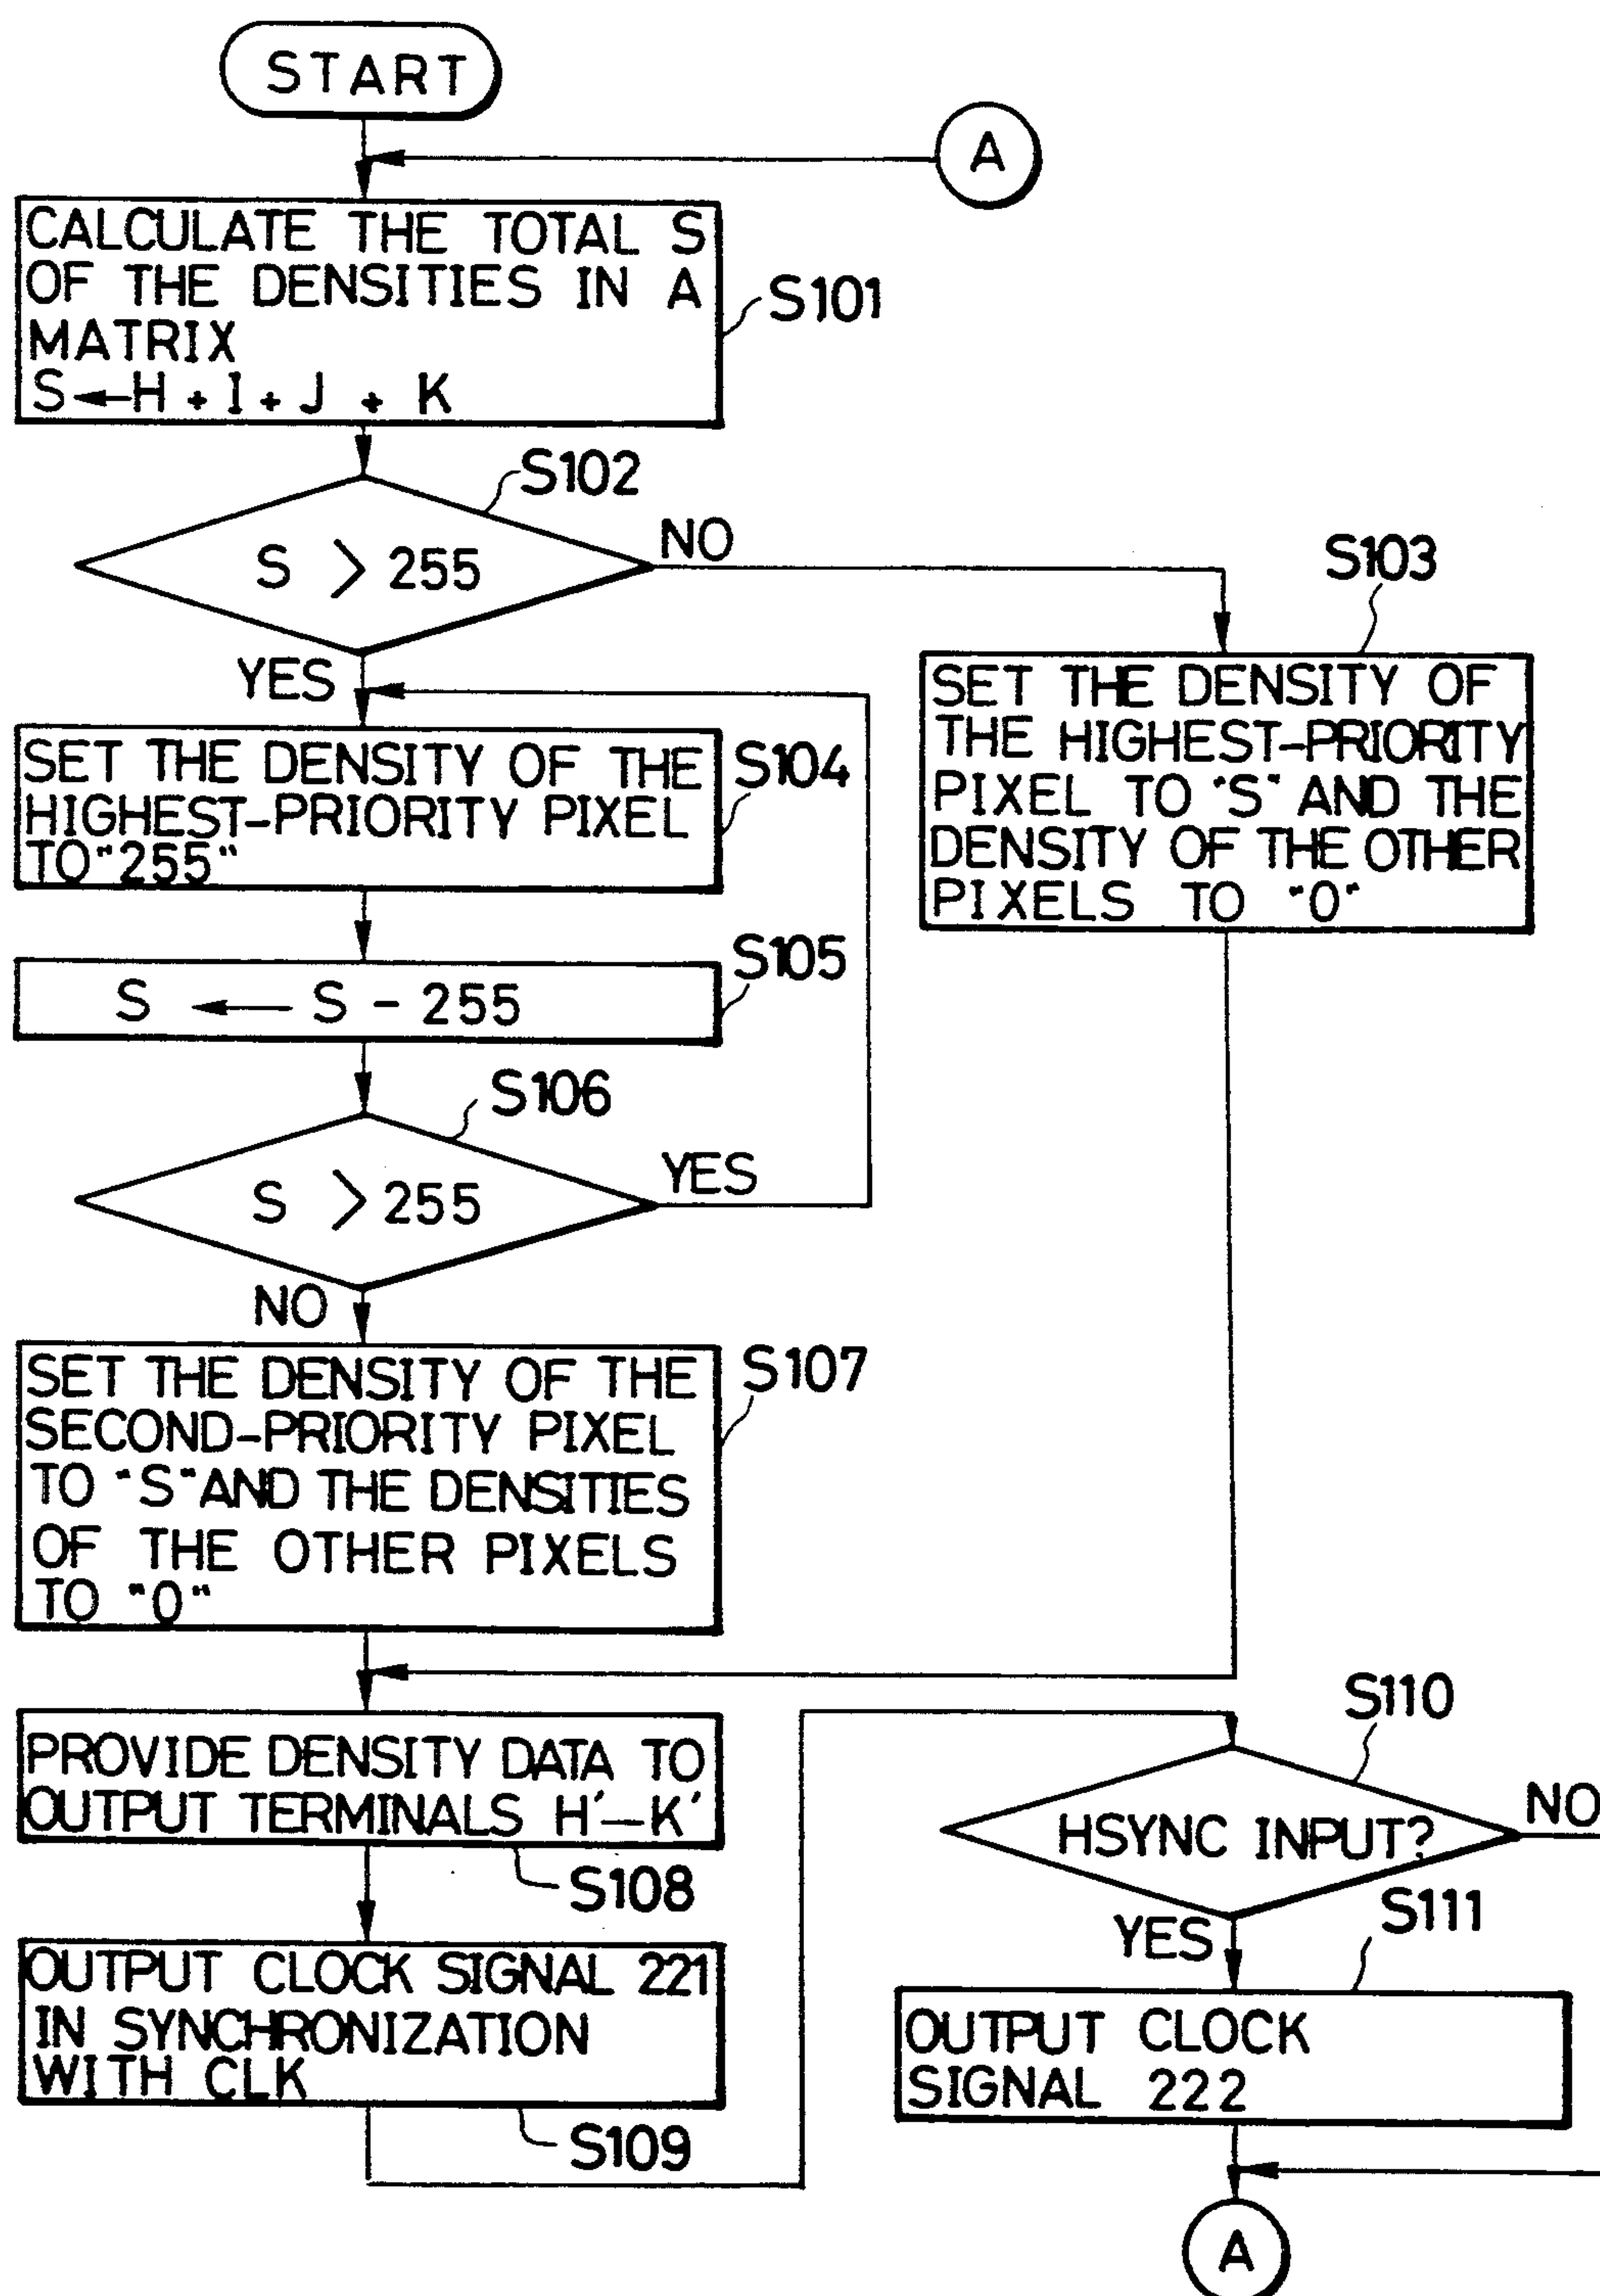 START
A
CALCULATE THE TOTAL S
OF THE DENSITIES IN A
MATRIX
S←H+I+J+K
S101
S102
S > 255
NO
YES
S103
SET THE DENSITY OF
THE HIGHEST-PRIORITY
PIXEL TO "S" AND THE
DENSITY OF THE OTHER
PIXELS TO "0"
SET THE DENSITY OF THE
HIGHEST-PRIORITY PIXEL
TO "255"
S104
S ← S - 255
S105
S106
S > 255
YES
NO
SET THE DENSITY OF THE
SECOND-PRIORITY PIXEL
TO "S" AND THE DENSITIES
OF THE OTHER PIXELS
TO "0"
S107
PROVIDE DENSITY DATA TO
OUTPUT TERMINALS H'—K'
S108
OUTPUT CLOCK SIGNAL 221
IN SYNCHRONIZATION
WITH CLK
S109
S110
HSYNC INPUT?
NO
YES
S111
OUTPUT CLOCK
SIGNAL 222
A